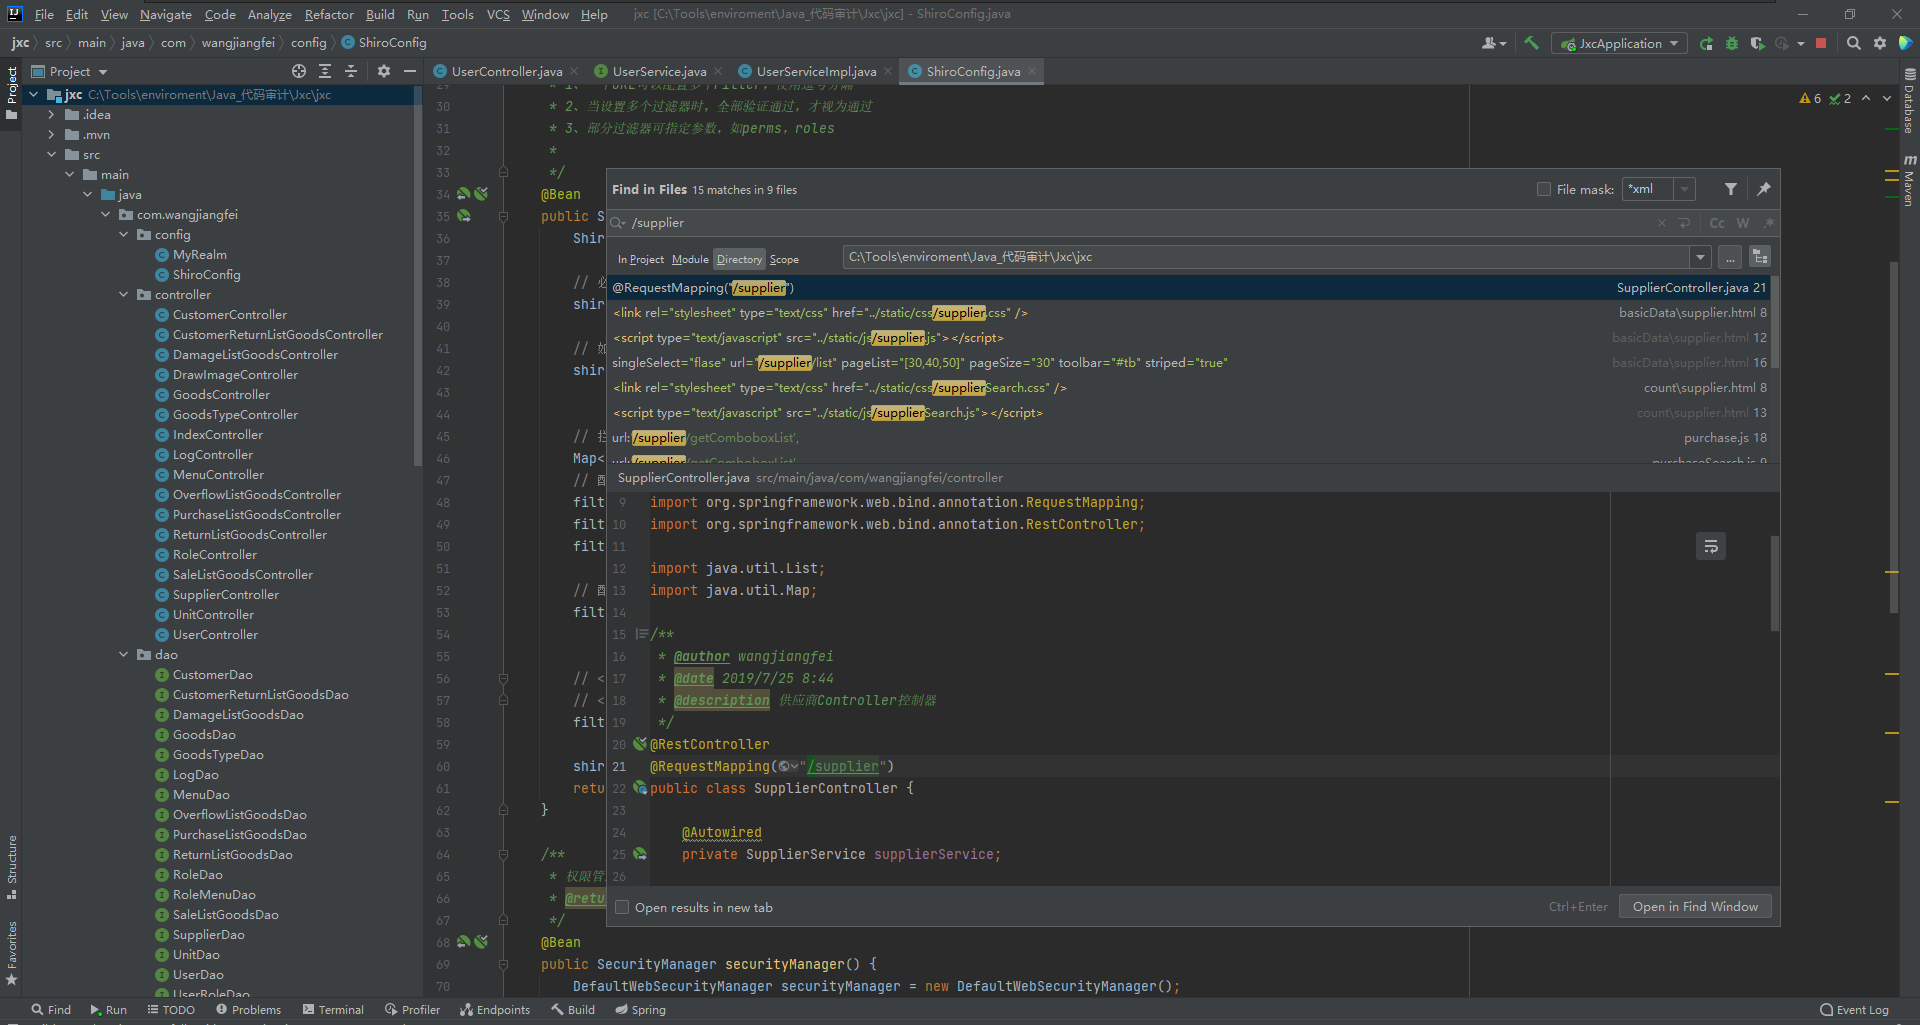 File Edit View Navigate Code Analyze Refactor Build Run Tools VCS Window Help jxc [C:\Tools\enviroment\Java_代码审计\Jxc\jxc] - ShiroConfig.java
jxc src main java com wangjiangfei config ShiroConfig JxcApplication
Project
UserController.java UserService.java UserServiceImpl.java ShiroConfig.java
jxc C:\Tools\enviroment\Java_代码审计\Jxc\jxc
.idea
.mvn
src
main
java
com.wangjiangfei
config
MyRealm
ShiroConfig
controller
CustomerController
CustomerReturnListGoodsController
DamageListGoodsController
DrawImageController
GoodsController
GoodsTypeController
IndexController
LogController
MenuController
OverflowListGoodsController
PurchaseListGoodsController
ReturnListGoodsController
RoleController
SaleListGoodsController
SupplierController
UnitController
UserController
dao
CustomerDao
CustomerReturnListGoodsDao
DamageListGoodsDao
GoodsDao
GoodsTypeDao
LogDao
MenuDao
OverflowListGoodsDao
PurchaseListGoodsDao
ReturnListGoodsDao
RoleDao
RoleMenuDao
SaleListGoodsDao
SupplierDao
UnitDao
UserDao
UserRoleDao
Project
Structure
Favorites
30 * 2、当设置多个过滤器时，全部验证通过，才视为通过
31 * 3、部分过滤器可指定参数，如perms，roles
32 *
33 */
34 @Bean
35 public S
36 Shir
37
38 // 必
39 shir
40
41 // 如
42 shir
43
44
45 // 拦
46 Map<
47 // 配
48 filt
49 filt
50 filt
51
52 // 配
53 filt
54
55
56 // <
57 // <
58 filt
59
60 shir
61 retu
62 }
63
64 /**
65 * 权限管
66 * @retu
67 */
68 @Bean
69 public SecurityManager securityManager() {
70 DefaultWebSecurityManager securityManager = new DefaultWebSecurityManager();
6 2
Database
Maven
Find in Files 15 matches in 9 files File mask: *xml
/supplier Cc W .*
In Project Module Directory Scope C:\Tools\enviroment\Java_代码审计\Jxc\jxc ...
@RequestMapping("/supplier") SupplierController.java 21
<link rel="stylesheet" type="text/css" href="../static/css/supplier.css" /> basicData\supplier.html 8
<script type="text/javascript" src="../static/js/supplier.js"></script> basicData\supplier.html 12
singleSelect="flase" url="/supplier/list" pageList="[30,40,50]" pageSize="30" toolbar="#tb" striped="true" basicData\supplier.html 16
<link rel="stylesheet" type="text/css" href="../static/css/supplierSearch.css" /> count\supplier.html 8
<script type="text/javascript" src="../static/js/supplierSearch.js"></script> count\supplier.html 13
url:'/supplier/getComboboxList', purchase.js 18
url:'/supplier/getComboboxList', purchaseSearch.js 9
SupplierController.java src/main/java/com/wangjiangfei/controller
9 import org.springframework.web.bind.annotation.RequestMapping;
10 import org.springframework.web.bind.annotation.RestController;
11
12 import java.util.List;
13 import java.util.Map;
14
15 /**
16 * @author wangjiangfei
17 * @date 2019/7/25 8:44
18 * @description 供应商Controller控制器
19 */
20 @RestController
21 @RequestMapping("/supplier")
22 public class SupplierController {
23
24 @Autowired
25 private SupplierService supplierService;
26
Open results in new tab Ctrl+Enter Open in Find Window
Find Run TODO Problems Terminal Profiler Endpoints Build Spring Event Log